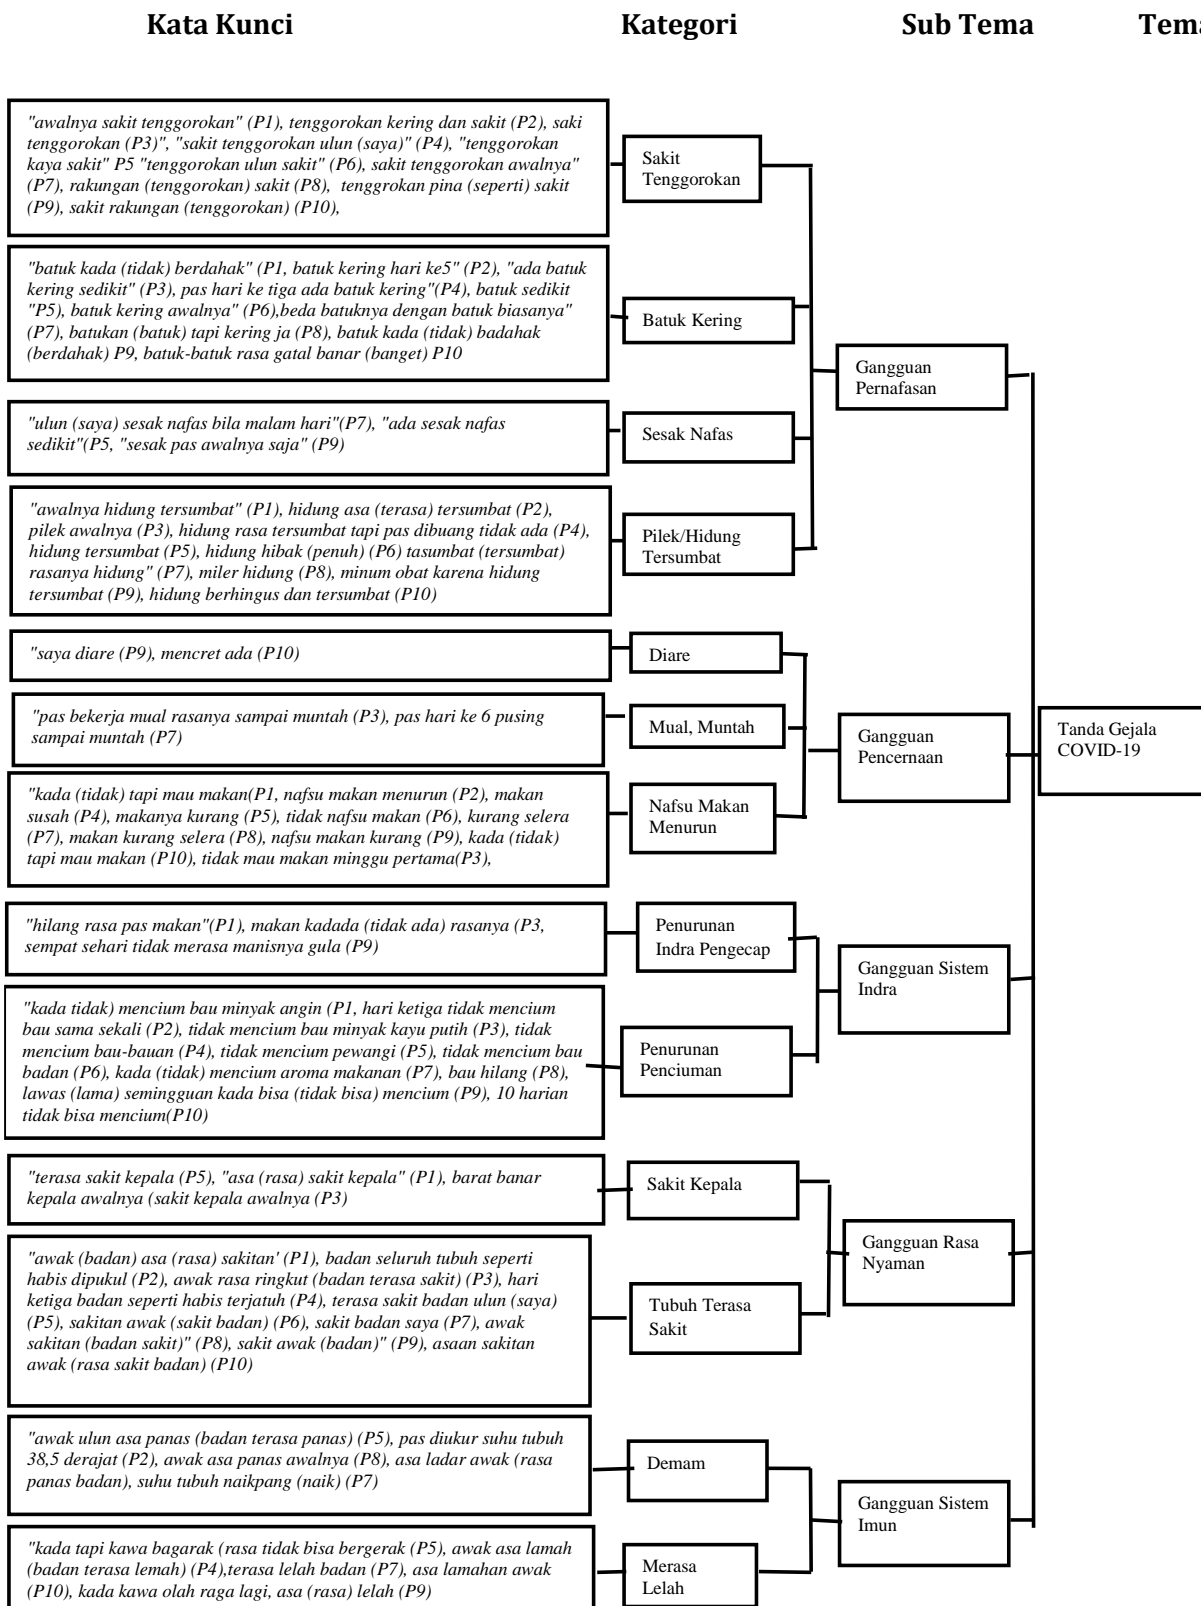 Kata Kunci Kategori Sub Tema Tema
"awalnya sakit tenggorokan" (P1), tenggorokan kering dan sakit (P2), saki
tenggorokan (P3)", "sakit tenggorokan ulun (saya)" (P4), "tenggorokan
kaya sakit" P5 "tenggorokan ulun sakit" (P6), sakit tenggorokan awalnya"
(P7), rakungan (tenggorokan) sakit (P8), tenggrokan pina (seperti) sakit
(P9), sakit rakungan (tenggorokan) (P10),
Sakit
Tenggorokan
"batuk kada (tidak) berdahak" (P1, batuk kering hari ke5" (P2), "ada batuk
kering sedikit" (P3), pas hari ke tiga ada batuk kering"(P4), batuk sedikit
"P5), batuk kering awalnya" (P6),beda batuknya dengan batuk biasanya"
(P7), batukan (batuk) tapi kering ja (P8), batuk kada (tidak) badahak
(berdahak) P9, batuk-batuk rasa gatal banar (banget) P10
Batuk Kering
Gangguan
Pernafasan
"ulun (saya) sesak nafas bila malam hari"(P7), "ada sesak nafas
sedikit"(P5, "sesak pas awalnya saja" (P9)
Sesak Nafas
"awalnya hidung tersumbat" (P1), hidung asa (terasa) tersumbat (P2),
pilek awalnya (P3), hidung rasa tersumbat tapi pas dibuang tidak ada (P4),
hidung tersumbat (P5), hidung hibak (penuh) (P6) tasumbat (tersumbat)
rasanya hidung" (P7), miler hidung (P8), minum obat karena hidung
tersumbat (P9), hidung berhingus dan tersumbat (P10)
Pilek/Hidung
Tersumbat
"saya diare (P9), mencret ada (P10)
Diare
"pas bekerja mual rasanya sampai muntah (P3), pas hari ke 6 pusing
sampai muntah (P7)
Mual, Muntah
Gangguan
Pencernaan
Tanda Gejala
COVID-19
"kada (tidak) tapi mau makan(P1, nafsu makan menurun (P2), makan
susah (P4), makanya kurang (P5), tidak nafsu makan (P6), kurang selera
(P7), makan kurang selera (P8), nafsu makan kurang (P9), kada (tidak)
tapi mau makan (P10), tidak mau makan minggu pertama(P3),
Nafsu Makan
Menurun
"hilang rasa pas makan"(P1), makan kadada (tidak ada) rasanya (P3,
sempat sehari tidak merasa manisnya gula (P9)
Penurunan
Indra Pengecap
Gangguan Sistem
Indra
"kada tidak) mencium bau minyak angin (P1, hari ketiga tidak mencium
bau sama sekali (P2), tidak mencium bau minyak kayu putih (P3), tidak
mencium bau-bauan (P4), tidak mencium pewangi (P5), tidak mencium bau
badan (P6), kada (tidak) mencium aroma makanan (P7), bau hilang (P8),
lawas (lama) semingguan kada bisa (tidak bisa) mencium (P9), 10 harian
tidak bisa mencium(P10)
Penurunan
Penciuman
"terasa sakit kepala (P5), "asa (rasa) sakit kepala" (P1), barat banar
kepala awalnya (sakit kepala awalnya (P3)
Sakit Kepala
Gangguan Rasa
Nyaman
"awak (badan) asa (rasa) sakitan' (P1), badan seluruh tubuh seperti
habis dipukul (P2), awak rasa ringkut (badan terasa sakit) (P3), hari
ketiga badan seperti habis terjatuh (P4), terasa sakit badan ulun (saya)
(P5), sakitan awak (sakit badan) (P6), sakit badan saya (P7), awak
sakitan (badan sakit)" (P8), sakit awak (badan)" (P9), asaan sakitan
awak (rasa sakit badan) (P10)
Tubuh Terasa
Sakit
"awak ulun asa panas (badan terasa panas) (P5), pas diukur suhu tubuh
38,5 derajat (P2), awak asa panas awalnya (P8), asa ladar awak (rasa
panas badan), suhu tubuh naikpang (naik) (P7)
Demam
Gangguan Sistem
Imun
"kada tapi kawa bagarak (rasa tidak bisa bergerak (P5), awak asa lamah
(badan terasa lemah) (P4),terasa lelah badan (P7), asa lamahan awak
(P10), kada kawa olah raga lagi, asa (rasa) lelah (P9)
Merasa
Lelah